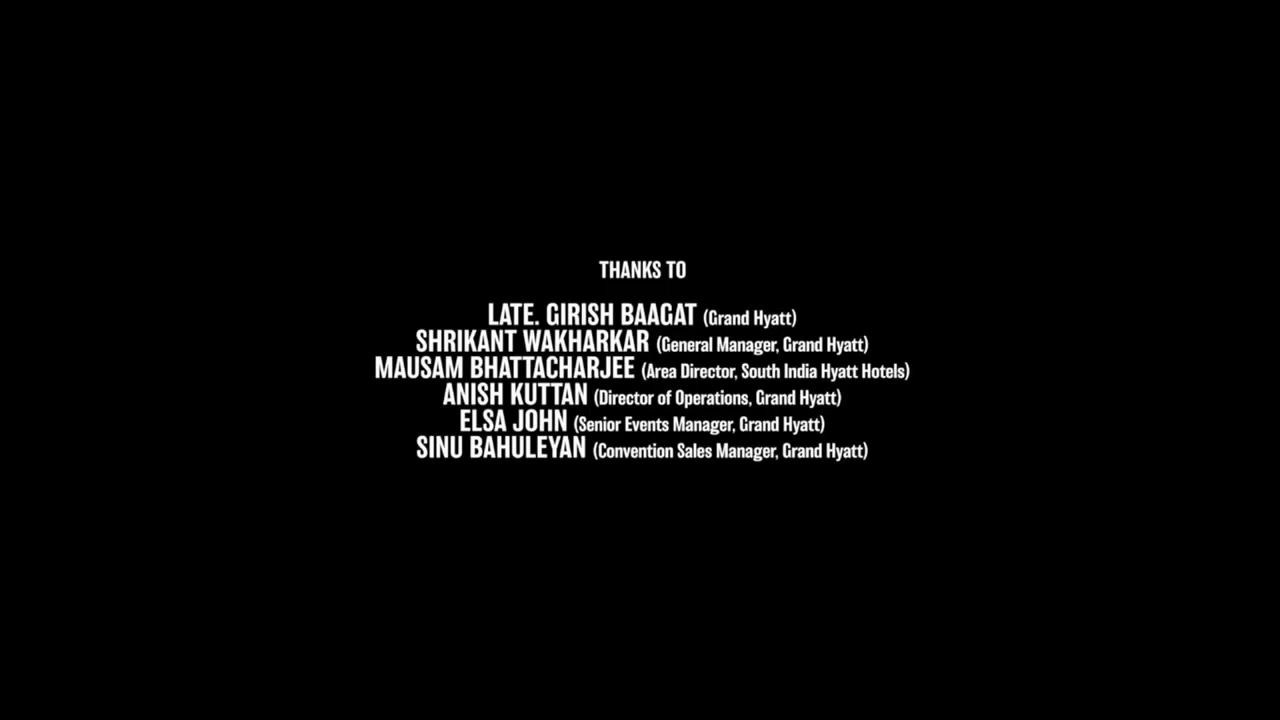 THANKS TO
LATE. GIRISH BAAGAT (Grand Hyatt)
SHRIKANT WAKHARKAR (General Manager, Grand Hyatt)
MAUSAM BHATTACHARJEE (Area Director, South India Hyatt Hotels)
ANISH KUTTAN (Director of Operations, Grand Hyatt)
ELSA JOHN (Senior Events Manager, Grand Hyatt)
SINU BAHULEYAN (Convention Sales Manager, Grand Hyatt)